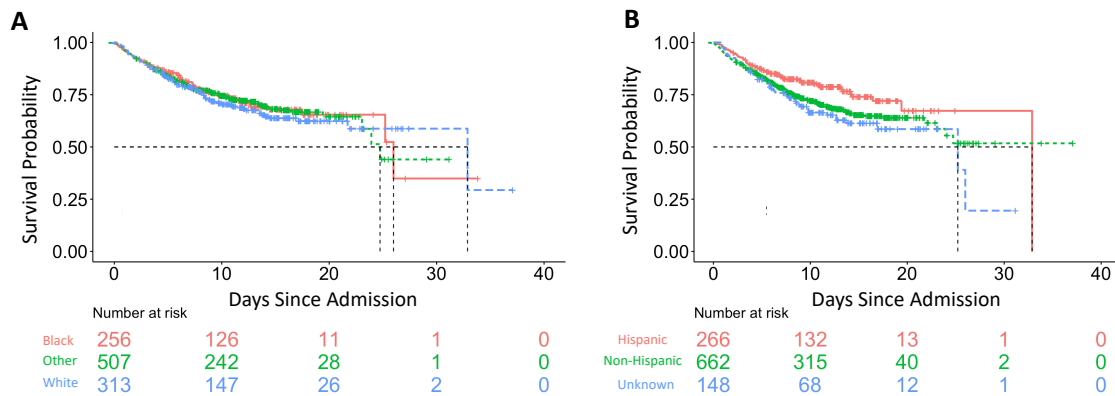 A
Survival Probability
1.00
0.75
0.50
0.25
0.00
0 10 20 30 40
Days Since Admission
Number at risk
Black 256 126 11 1 0
Other 507 242 28 1 0
White 313 147 26 2 0
B
Survival Probability
1.00
0.75
0.50
0.25
0.00
0 10 20 30 40
Days Since Admission
Number at risk
Hispanic 266 132 13 1 0
Non-Hispanic 662 315 40 2 0
Unknown 148 68 12 1 0